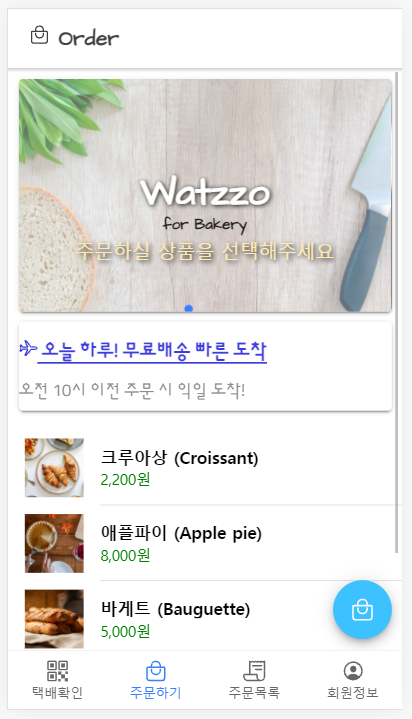 Order
Watzzo
for Bakery
주문하실 상품을 선택해주세요
오늘 하루! 무료배송 빠른 도착
오전 10시 이전 주문 시 익일 도착!
크루아상 (Croissant)
2,200원
애플파이 (Apple pie)
8,000원
바게트 (Bauguette)
5,000원
택배확인 주문하기 주문목록 회원정보